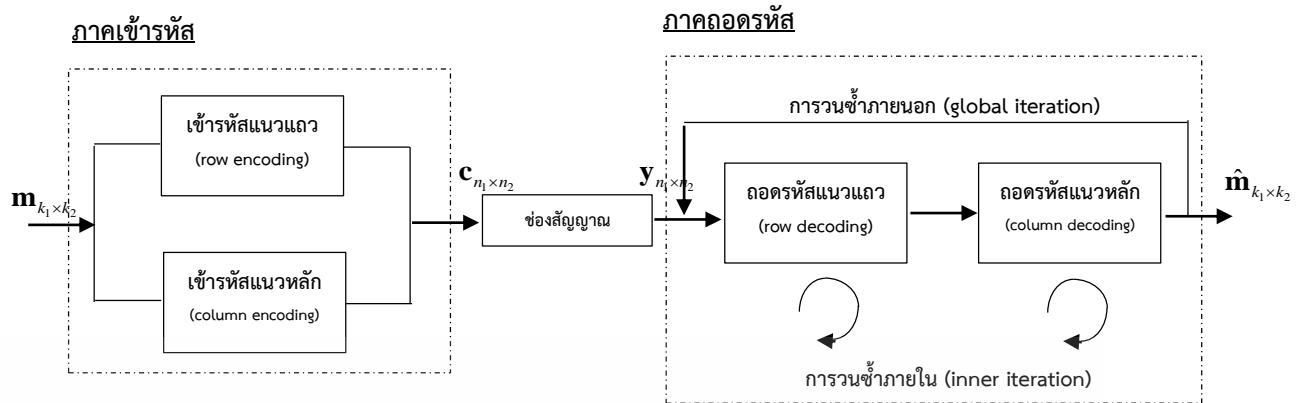 ภาคเข้ารหัส
เข้ารหัสแนวแถว
(row encoding)
เข้ารหัสแนวหลัก
(column encoding)
𝐦 k₁×k₂
𝐜 n₁×n₂
ช่องสัญญาณ
𝐲 n₁×n₂
ภาคถอดรหัส
การวนซ้ำภายนอก (global iteration)
ถอดรหัสแนวแถว
(row decoding)
ถอดรหัสแนวหลัก
(column decoding)
การวนซ้ำภายใน (inner iteration)
𝐦̂ k₁×k₂